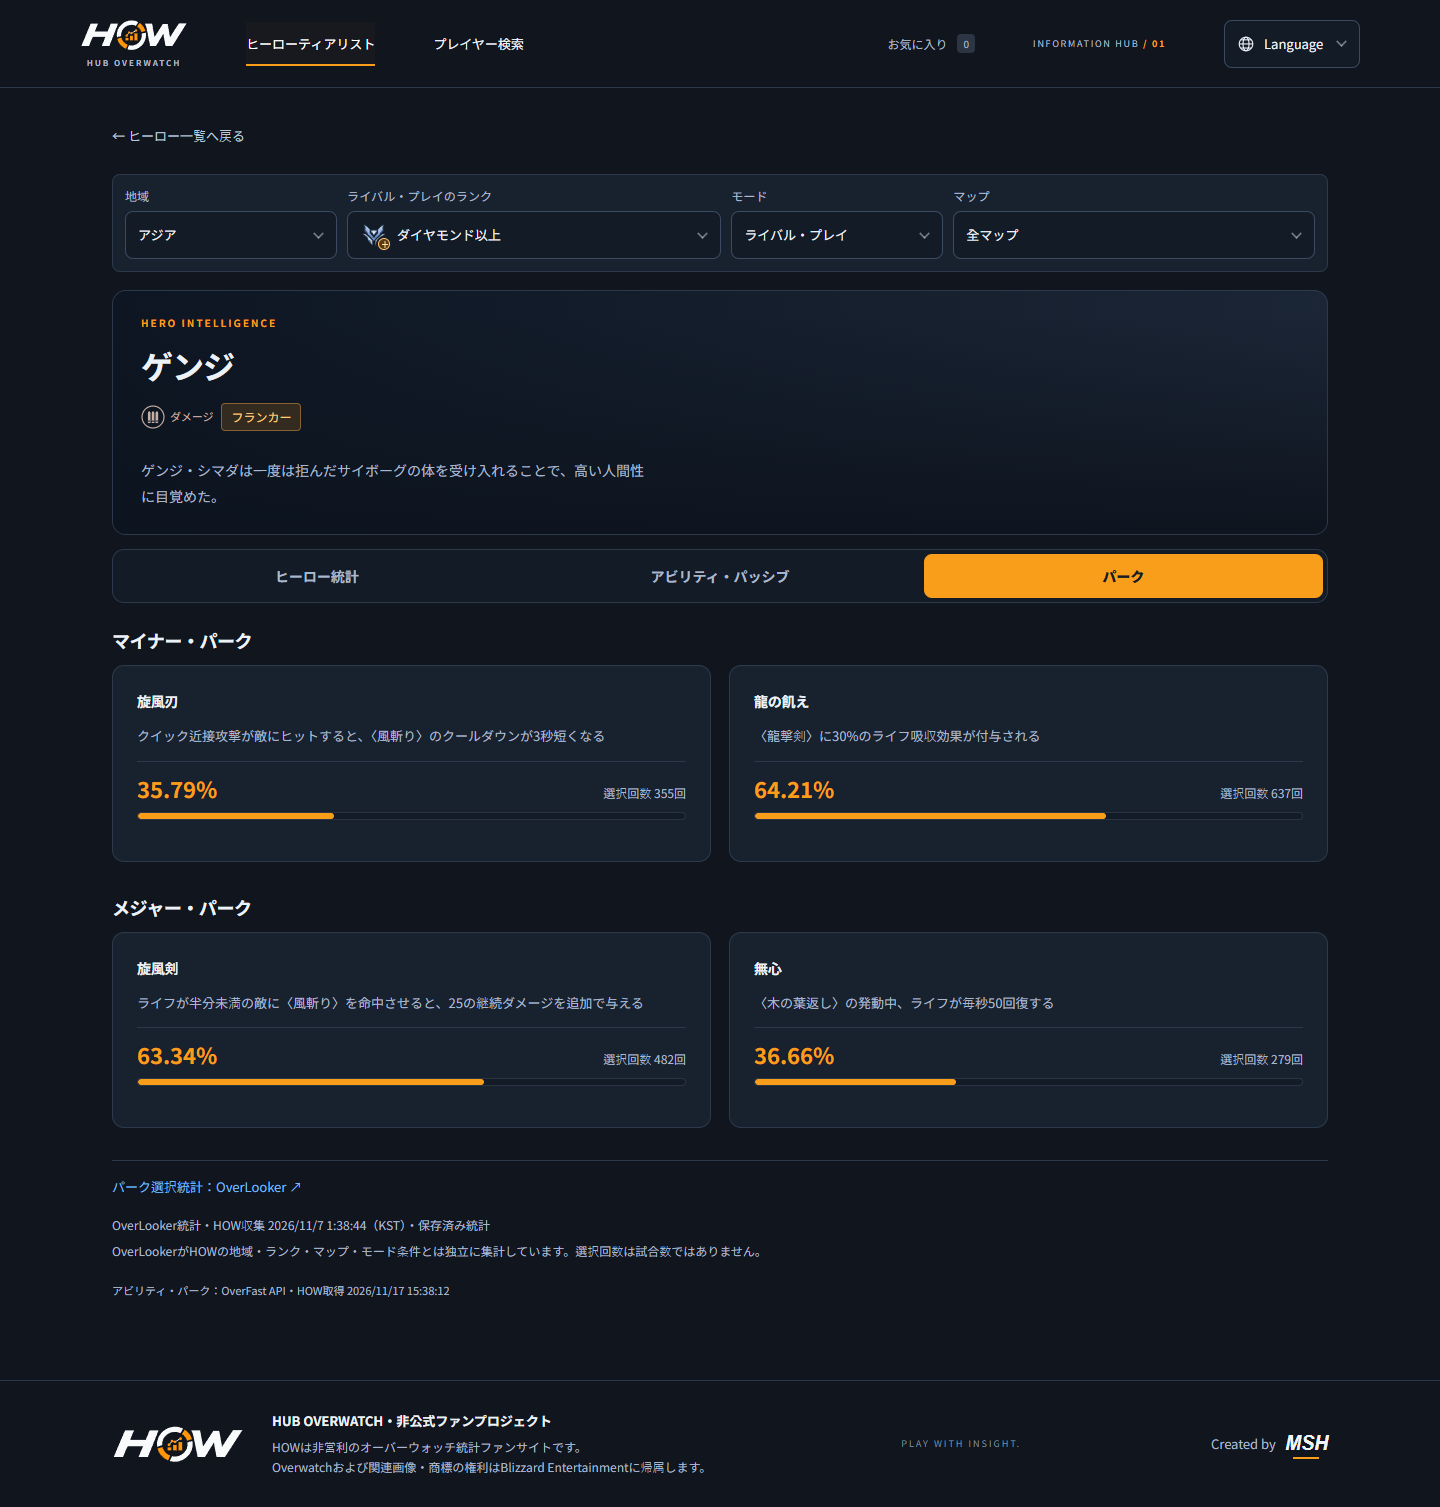 HOW
HUB OVERWATCH
ヒーローティアリスト
プレイヤー検索
お気に入り 0
INFORMATION HUB / 01
Language
← ヒーロー一覧へ戻る
地域
ライバル・プレイのランク
モード
マップ
アジア
ダイヤモンド以上
ライバル・プレイ
全マップ
HERO INTELLIGENCE
ゲンジ
ダメージ
フランカー
ゲンジ・シマダは一度は拒んだサイボーグの体を受け入れることで、高い人間性
に目覚めた。
ヒーロー統計
アビリティ・パッシブ
パーク
マイナー・パーク
旋風刃
クイック近接攻撃が敵にヒットすると、〈風斬り〉のクールダウンが3秒短くなる
35.79%
選択回数 355回
龍の飢え
〈龍撃剣〉に30%のライフ吸収効果が付与される
64.21%
選択回数 637回
メジャー・パーク
旋風剣
ライフが半分未満の敵に〈風斬り〉を命中させると、25の継続ダメージを追加で与える
63.34%
選択回数 482回
無心
〈木の葉返し〉の発動中、ライフが毎秒50回復する
36.66%
選択回数 279回
パーク選択統計：OverLooker ↗
OverLooker統計・HOW収集 2026/11/7 1:38:44（KST）・保存済み統計
OverLookerがHOWの地域・ランク・マップ・モード条件とは独立に集計しています。選択回数は試合数ではありません。
アビリティ・パーク：OverFast API・HOW取得 2026/11/17 15:38:12
HOW
HUB OVERWATCH・非公式ファンプロジェクト
HOWは非営利のオーバーウォッチ統計ファンサイトです。
Overwatchおよび関連画像・商標の権利はBlizzard Entertainmentに帰属します。
PLAY WITH INSIGHT.
Created by MSH